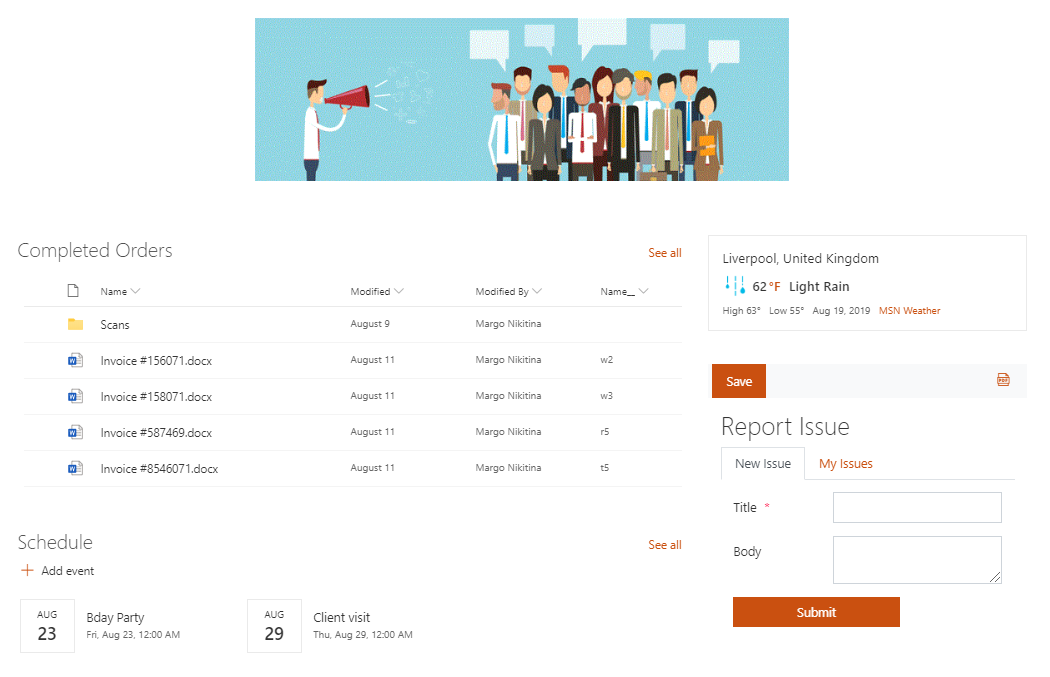 Completed Orders
See all
Name Modified Modified By Name__
Scans August 9 Margo Nikitina
Invoice #156071.docx August 11 Margo Nikitina w2
Invoice #158071.docx August 11 Margo Nikitina w3
Invoice #587469.docx August 11 Margo Nikitina r5
Invoice #8546071.docx August 11 Margo Nikitina t5
Schedule
See all
Add event
AUG
23
Bday Party
Fri, Aug 23, 12:00 AM
AUG
29
Client visit
Thu, Aug 29, 12:00 AM
Liverpool, United Kingdom
62 °F Light Rain
High 63° Low 55° Aug 19, 2019 MSN Weather
Save
PDF
Report Issue
New Issue My Issues
Title *
Body
Submit